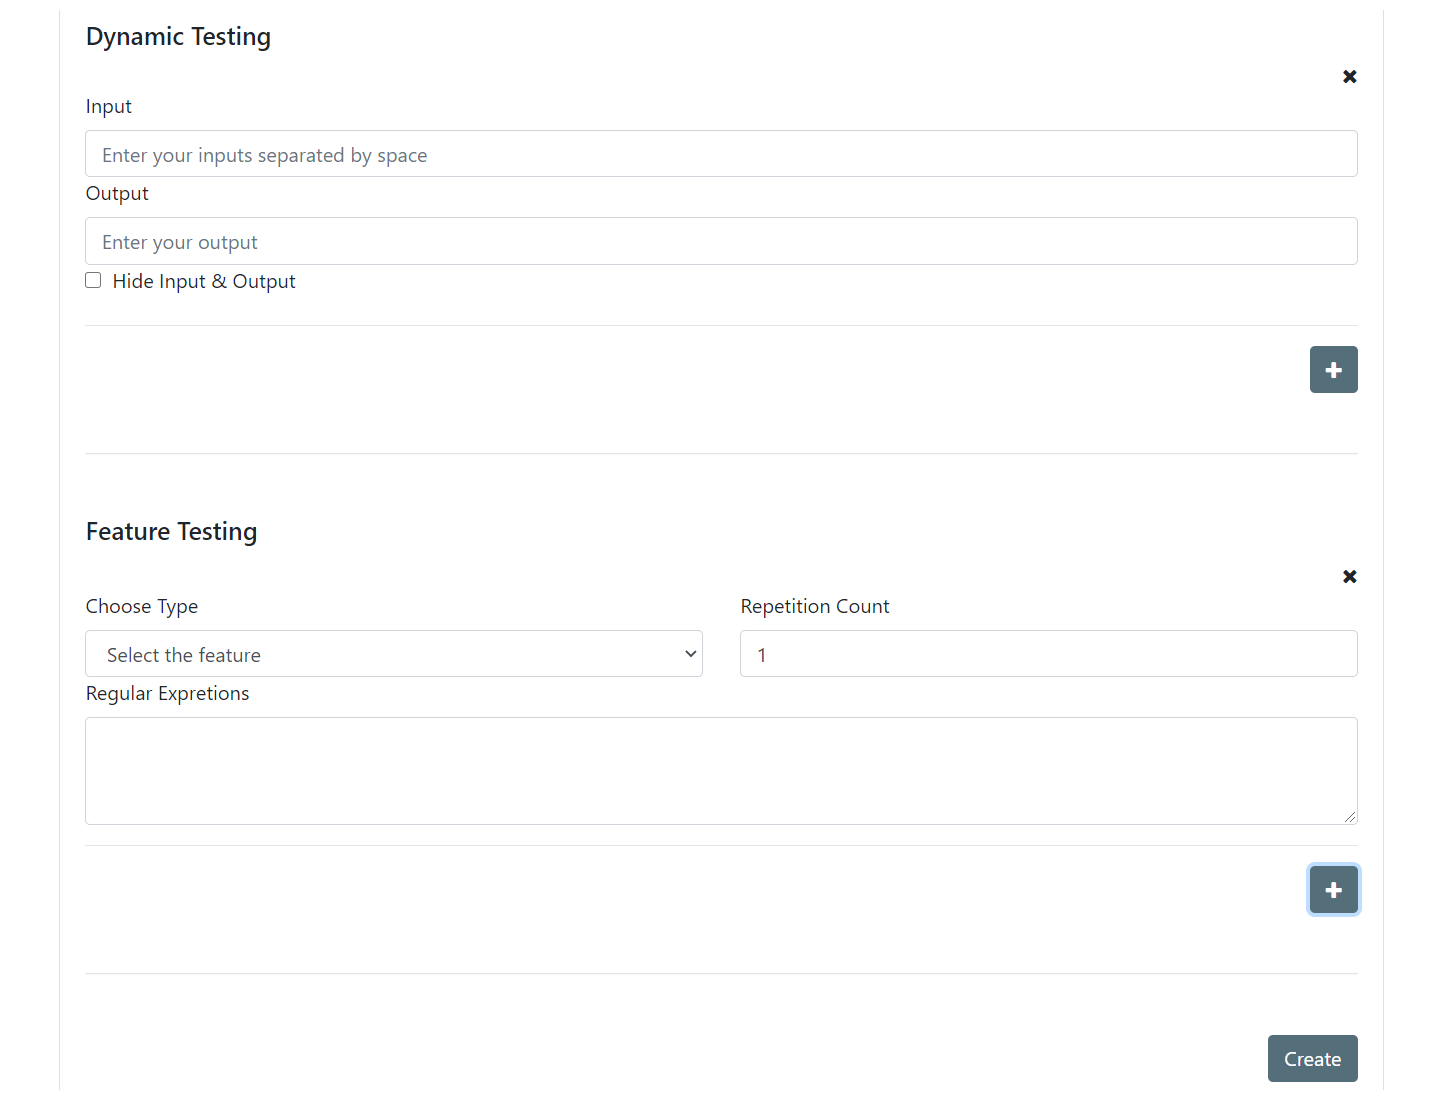 Dynamic Testing
Input
Enter your inputs separated by space
Output
Enter your output
Hide Input & Output
Feature Testing
Choose Type
Repetition Count
Select the feature
1
Regular Expretions
Create